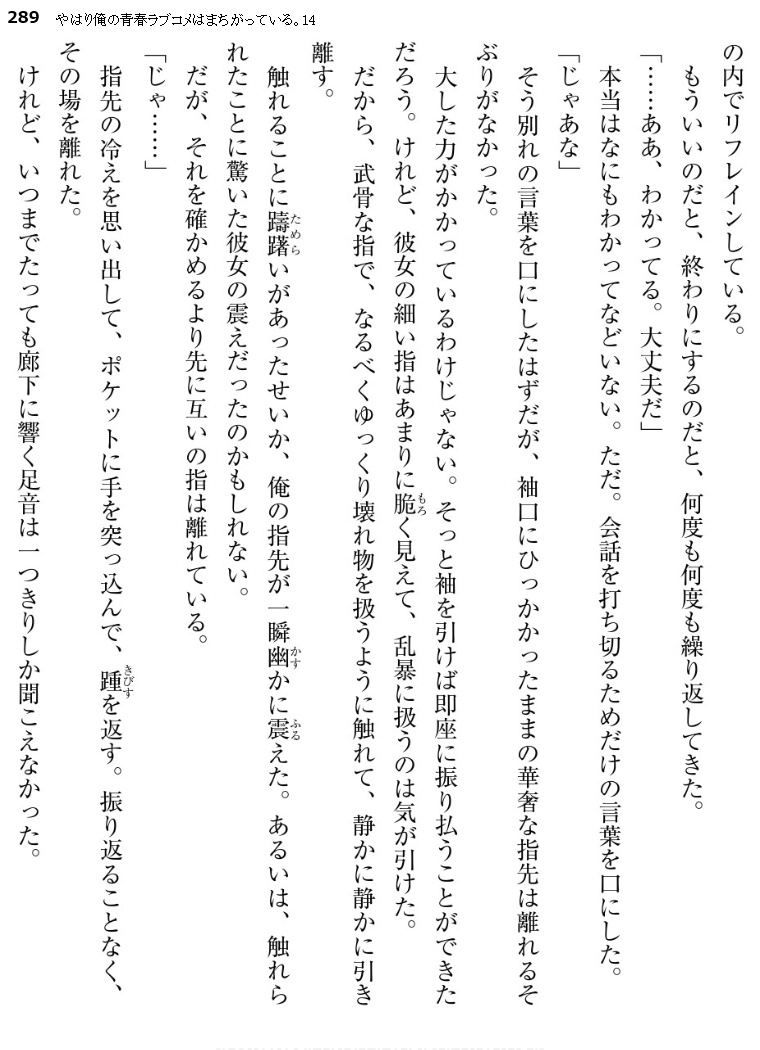 289 やはり俺の青春ラブコメはまちがっている。14
の内でリフレインしている。
もういいのだと、終わりにするのだと、何度も何度も繰り返してきた。
「……ああ、わかってる。大丈夫だ」
本当はなにもわかってなどいない。ただ。会話を打ち切るためだけの言葉を口にした。
「じゃあな」
そう別れの言葉を口にしたはずだが、袖口にひっかかったままの華奢な指先は離れるそ
ぶりがなかった。
大した力がかかっているわけじゃない。そっと袖を引けば即座に振り払うことができた
だろう。けれど、彼女の細い指はあまりに脆く見えて、乱暴に扱うのは気が引けた。
もろ
だから、武骨な指で、なるべくゆっくり壊れ物を扱うように触れて、静かに静かに引き
離す。
触れることに躊躇いがあったせいか、俺の指先が一瞬幽かに震えた。あるいは、触れら
ためら
かす
ふる
れたことに驚いた彼女の震えだったのかもしれない。
だが、それを確かめるより先に互いの指は離れている。
「じゃ……」
指先の冷えを思い出して、ポケットに手を突っ込んで、踵を返す。振り返ることなく、
きびす
その場を離れた。
けれど、いつまでたっても廊下に響く足音は一つきりしか聞こえなかった。